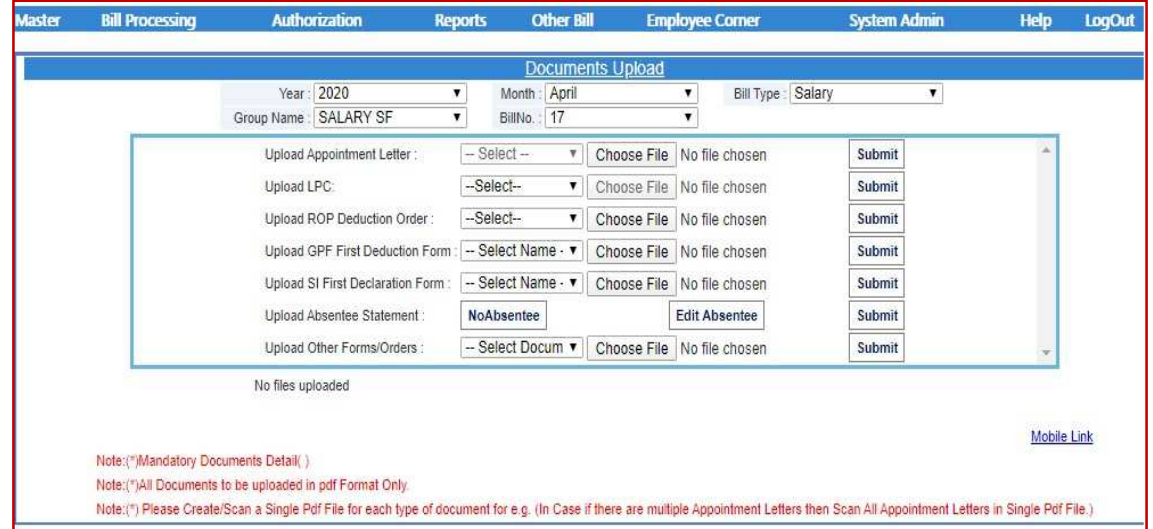 Master Bill Processing Authorization Reports Other Bill Employee Corner System Admin Help LogOut
Documents Upload
Year : 2020 Month : April Bill Type : Salary
Group Name : SALARY SF BillNo. : 17
Upload Appointment Letter : -- Select -- Choose File No file chosen Submit
Upload LPC: --Select-- Choose File No file chosen Submit
Upload ROP Deduction Order : --Select-- Choose File No file chosen Submit
Upload GPF First Deduction Form : -- Select Name - Choose File No file chosen Submit
Upload SI First Declaration Form : -- Select Name - Choose File No file chosen Submit
Upload Absentee Statement : NoAbsentee Edit Absentee Submit
Upload Other Forms/Orders : -- Select Docum Choose File No file chosen Submit
No files uploaded
Mobile Link
Note:(*)Mandatory Documents Detail( )
Note:(*)All Documents to be uploaded in pdf Format Only.
Note:(*) Please Create/Scan a Single Pdf File for each type of document for e.g. (In Case if there are multiple Appointment Letters then Scan All Appointment Letters in Single Pdf File.)